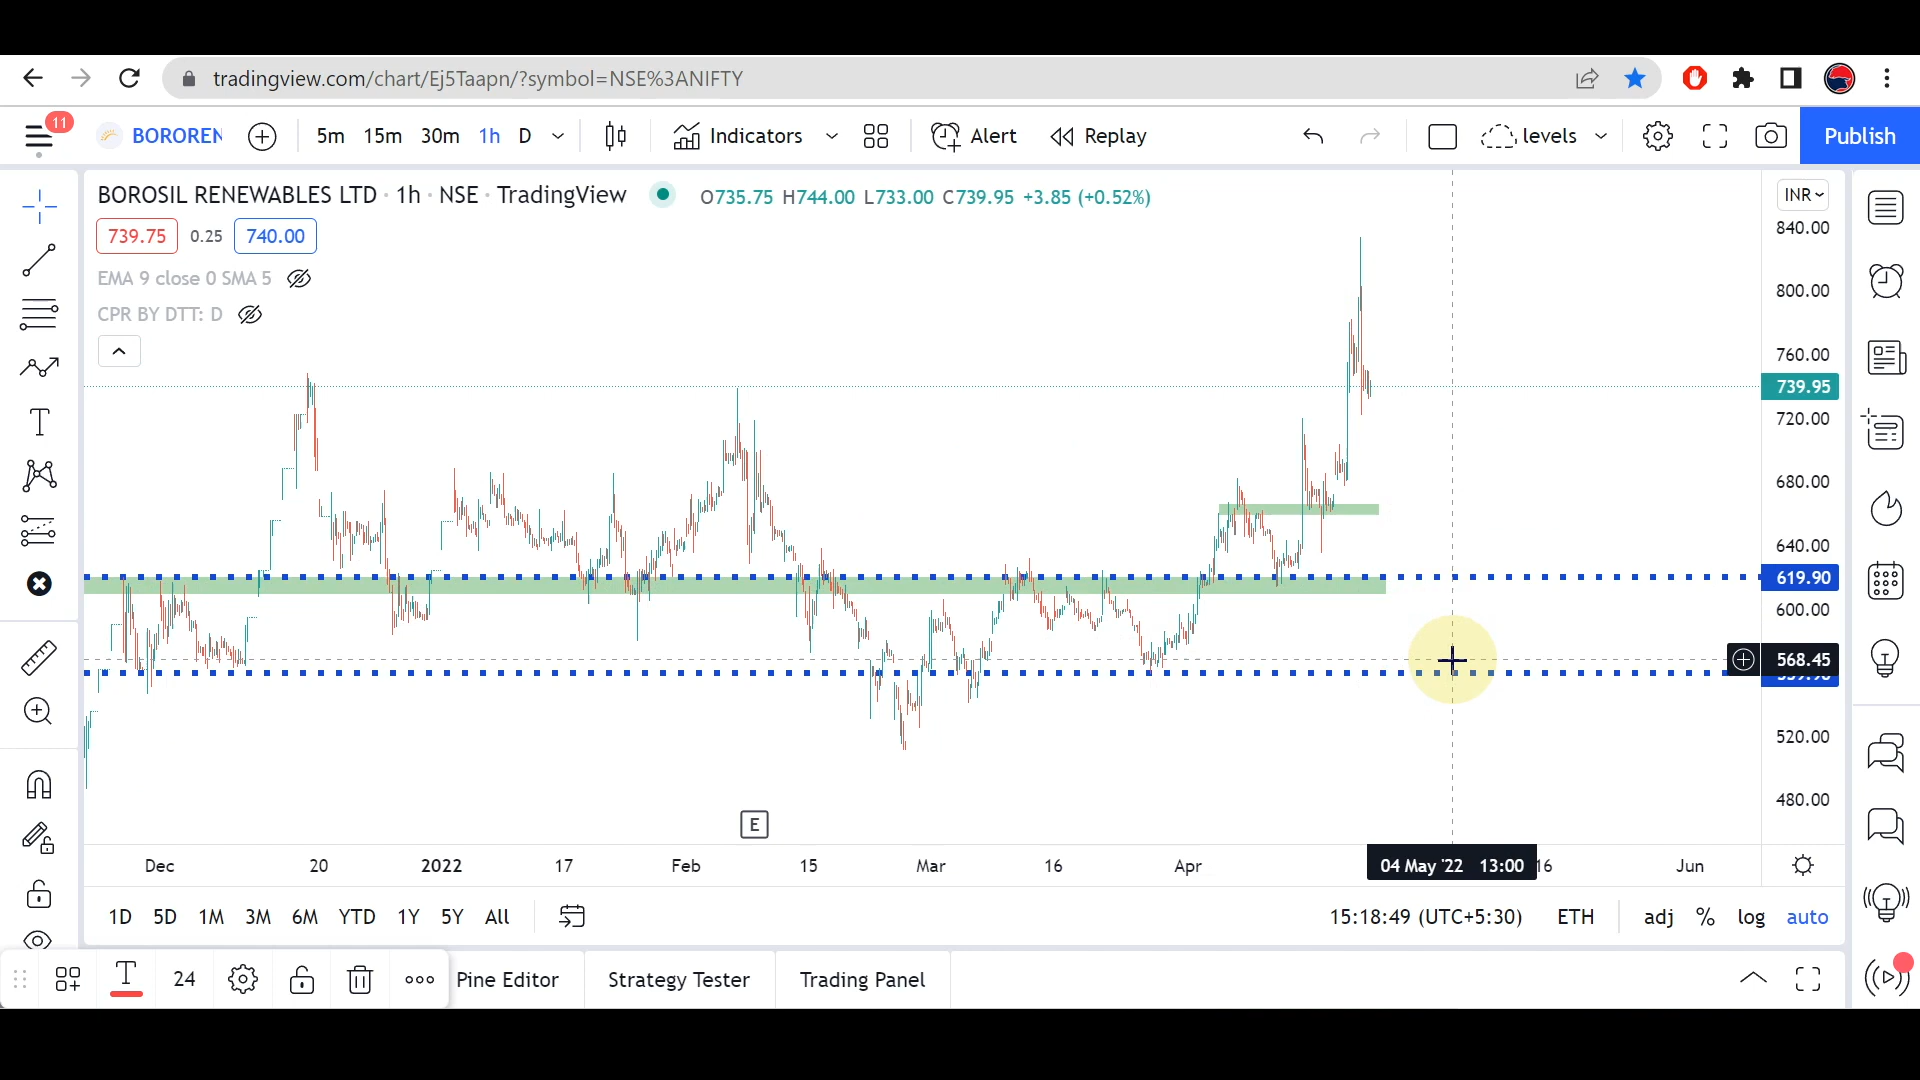 tradingview.com/chart/Ej5Taapn/?symbol=NSE%3ANIFTY
11
BOROREN 5m 15m 30m 1h D Indicators Alert Replay levels Publish
BOROSIL RENEWABLES LTD · 1h · NSE · TradingView O735.75 H744.00 L733.00 C739.95 +3.85 (+0.52%) INR
739.75 0.25 740.00
EMA 9 close 0 SMA 5
CPR BY DTT: D
840.00
800.00
760.00
739.95
720.00
680.00
640.00
619.90
600.00
568.45
520.00
480.00
E
Dec 20 2022 17 Feb 15 Mar 16 Apr 04 May '22 13:00 16 Jun
1D 5D 1M 3M 6M YTD 1Y 5Y All 15:18:49 (UTC+5:30) ETH adj % log auto
T 24 Pine Editor Strategy Tester Trading Panel